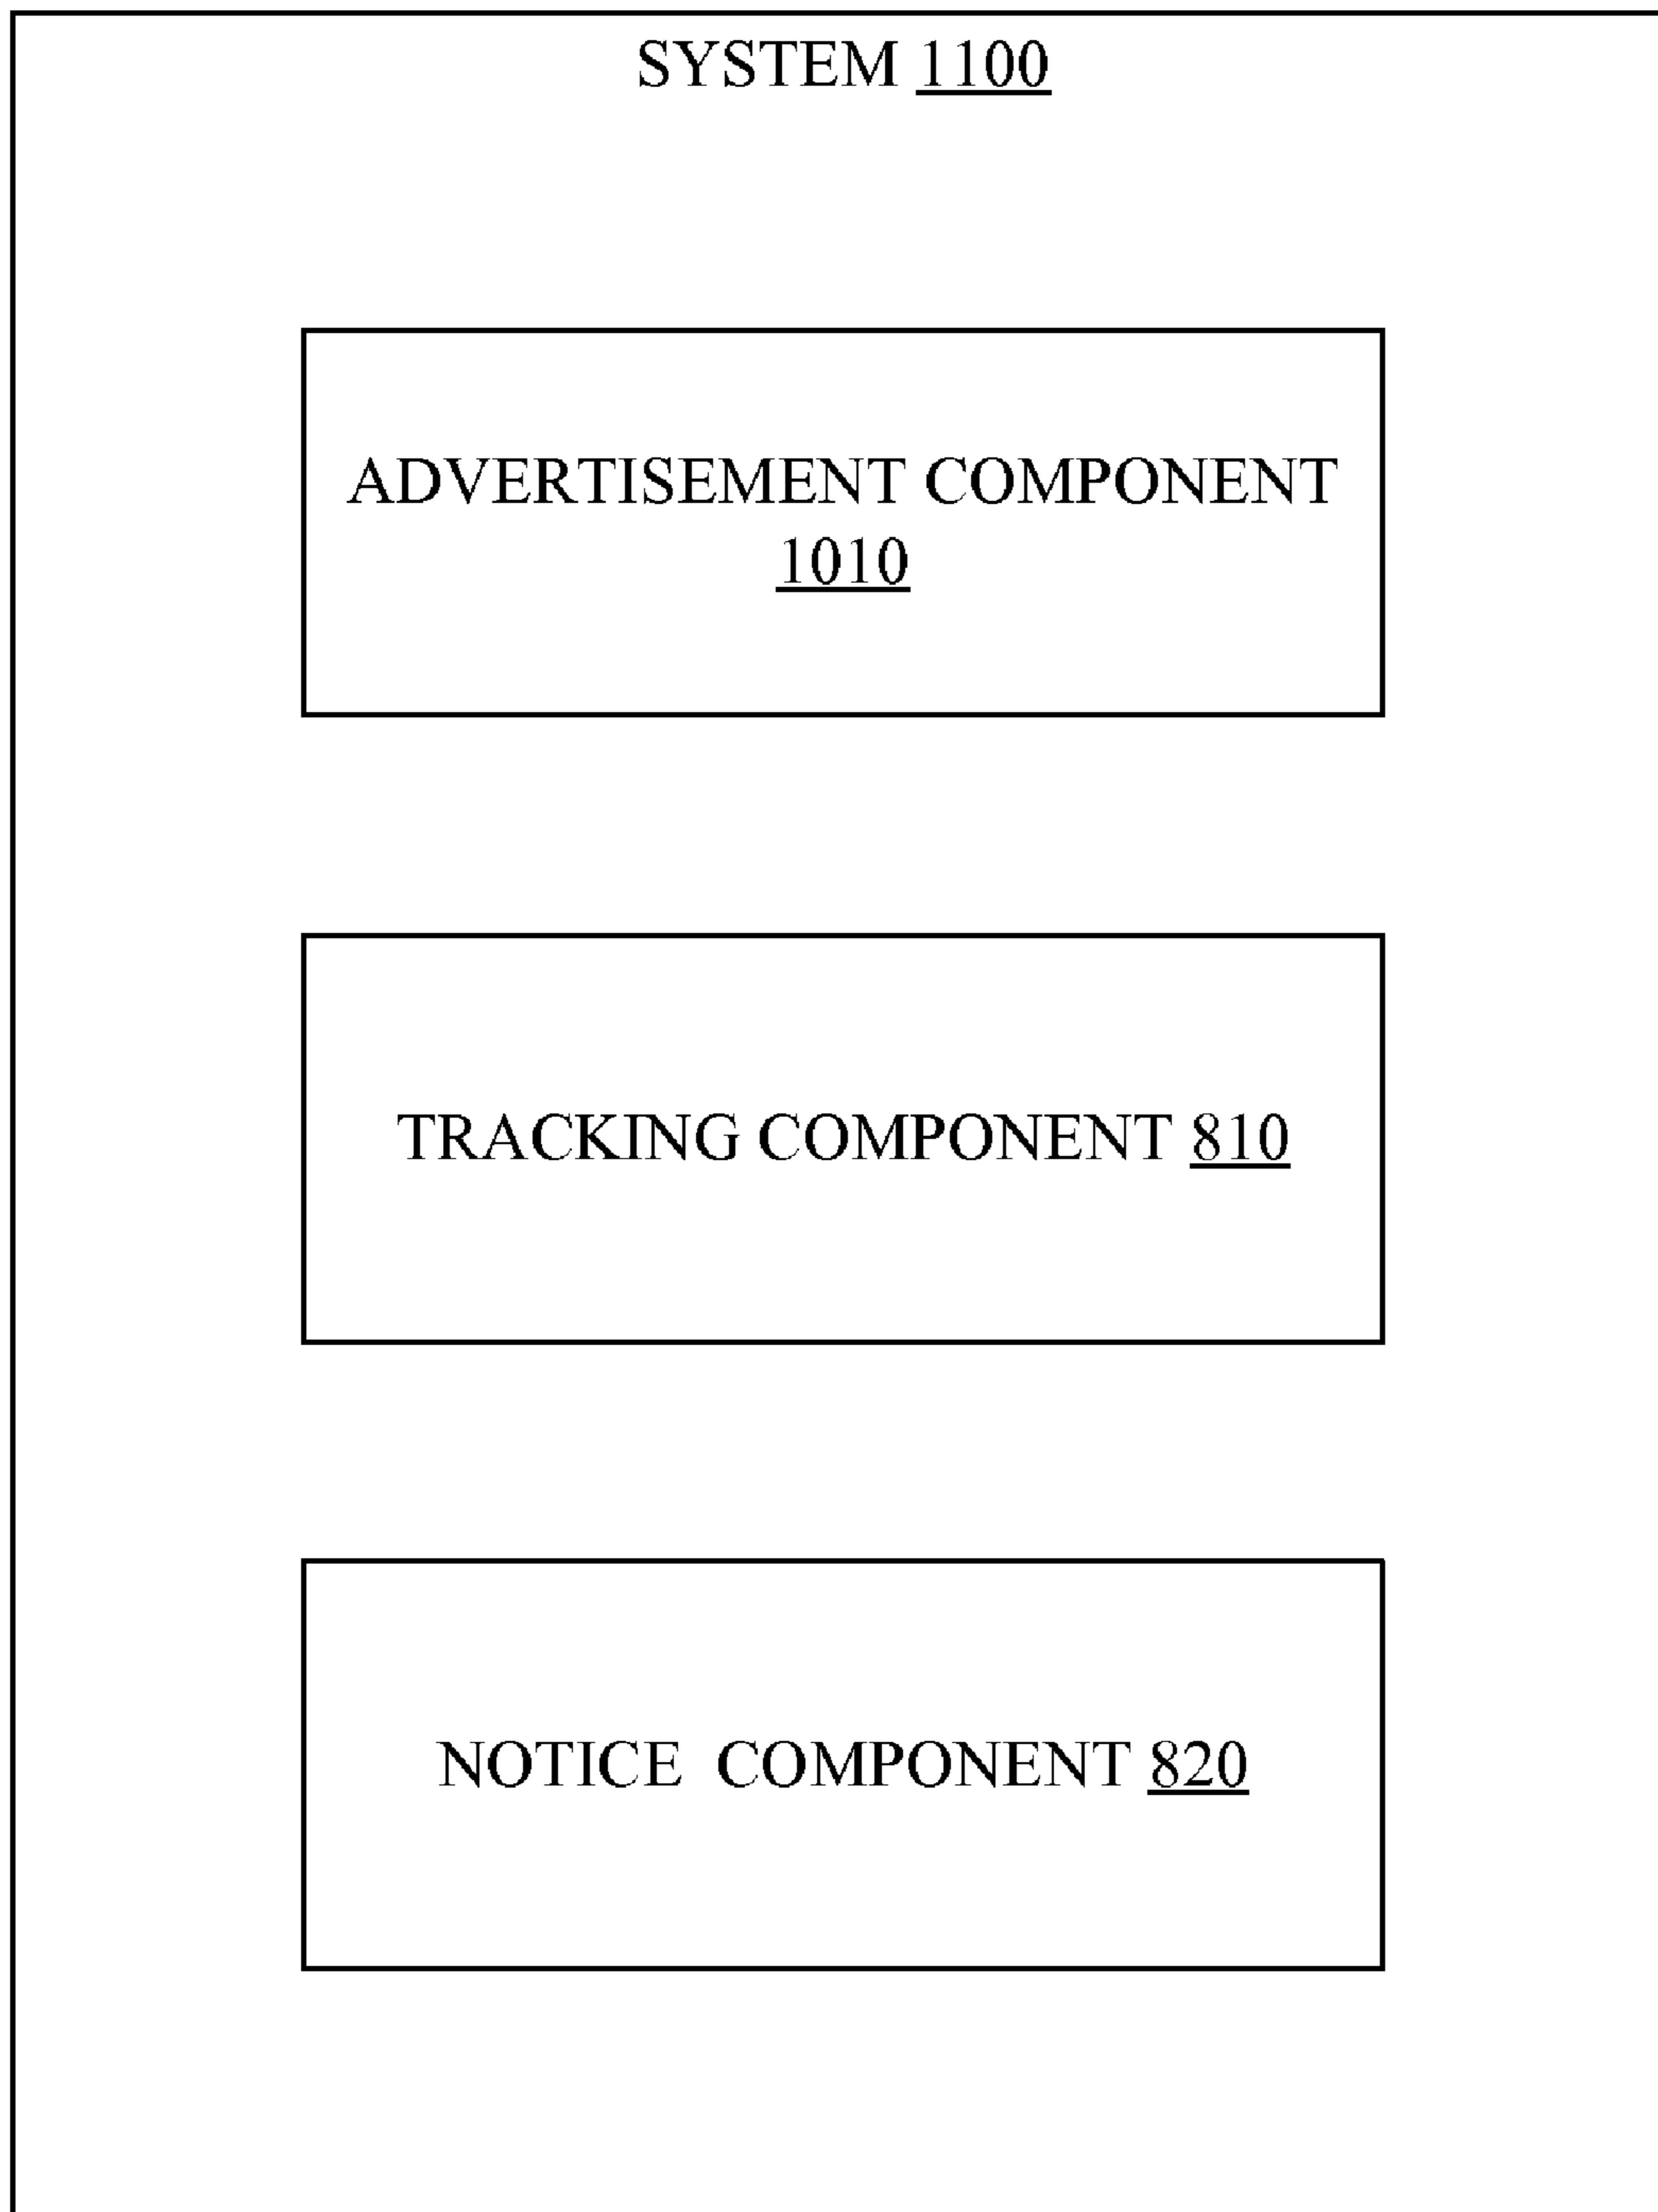 SYSTEM 1100
ADVERTISEMENT COMPONENT
1010
TRACKING COMPONENT 810
NOTICE COMPONENT 820